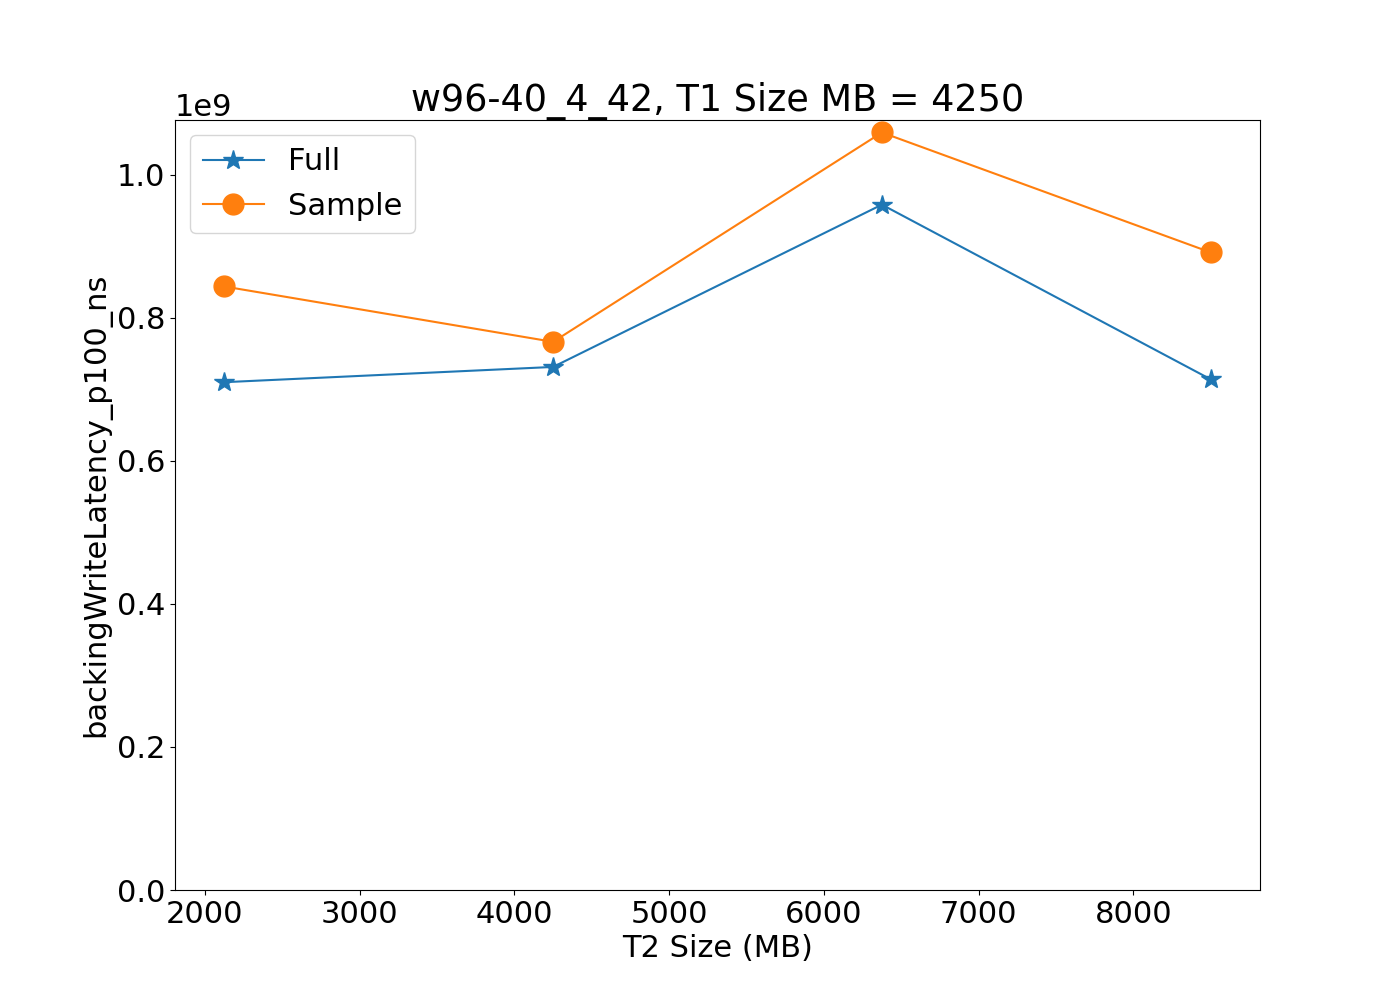 w96-40_4_42, T1 Size MB = 4250
1e9
Full
Sample
1.0
0.8
0.6
0.4
0.2
0.0
backingWriteLatency_p100_ns
2000 3000 4000 5000 6000 7000 8000
T2 Size (MB)